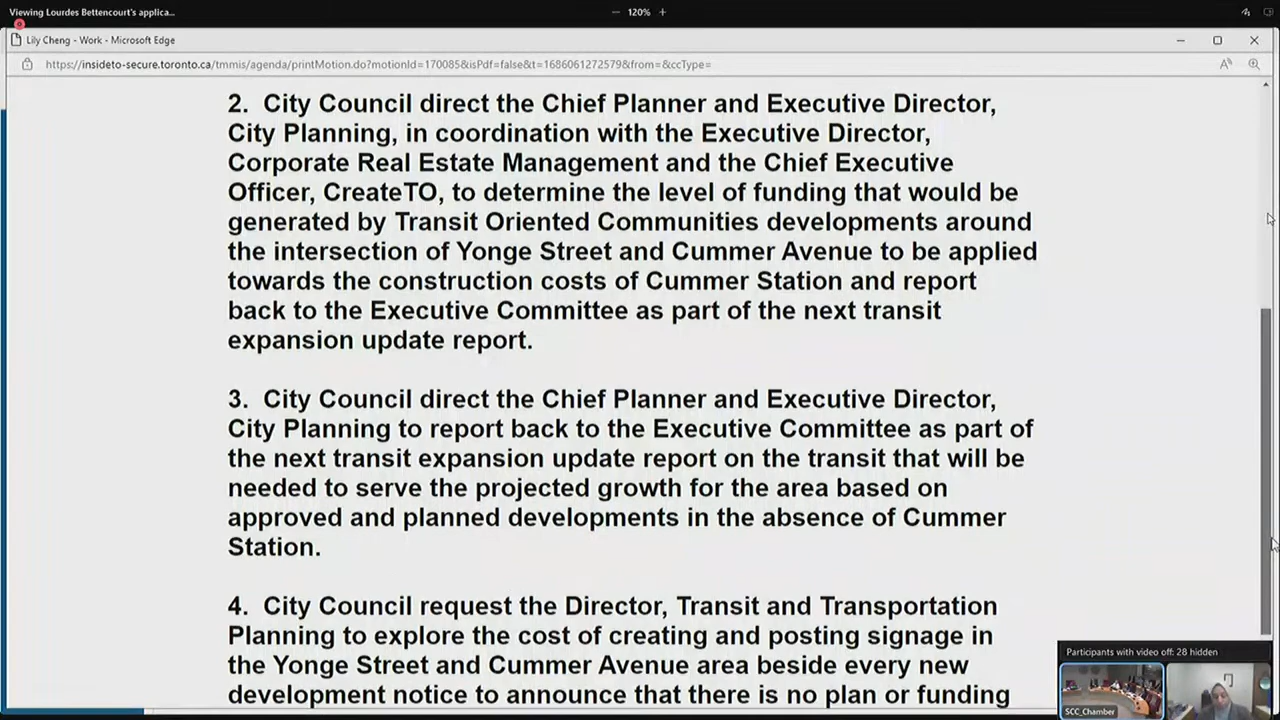 Viewing Lourdes Bettencourt's applica...
120%
Lily Cheng - Work - Microsoft Edge
https://insideto-secure.toronto.ca/tmmis/agenda/printMotion.do?motionId=170085&isPdf=false&t=1686061272579&from=&ccType=
2. City Council direct the Chief Planner and Executive Director,
City Planning, in coordination with the Executive Director,
Corporate Real Estate Management and the Chief Executive
Officer, CreateTO, to determine the level of funding that would be
generated by Transit Oriented Communities developments around
the intersection of Yonge Street and Cummer Avenue to be applied
towards the construction costs of Cummer Station and report
back to the Executive Committee as part of the next transit
expansion update report.
3. City Council direct the Chief Planner and Executive Director,
City Planning to report back to the Executive Committee as part of
the next transit expansion update report on the transit that will be
needed to serve the projected growth for the area based on
approved and planned developments in the absence of Cummer
Station.
4. City Council request the Director, Transit and Transportation
Planning to explore the cost of creating and posting signage in
the Yonge Street and Cummer Avenue area beside every new
development notice to announce that there is no plan or funding
Participants with video off: 28 hidden
SCC_Chamber